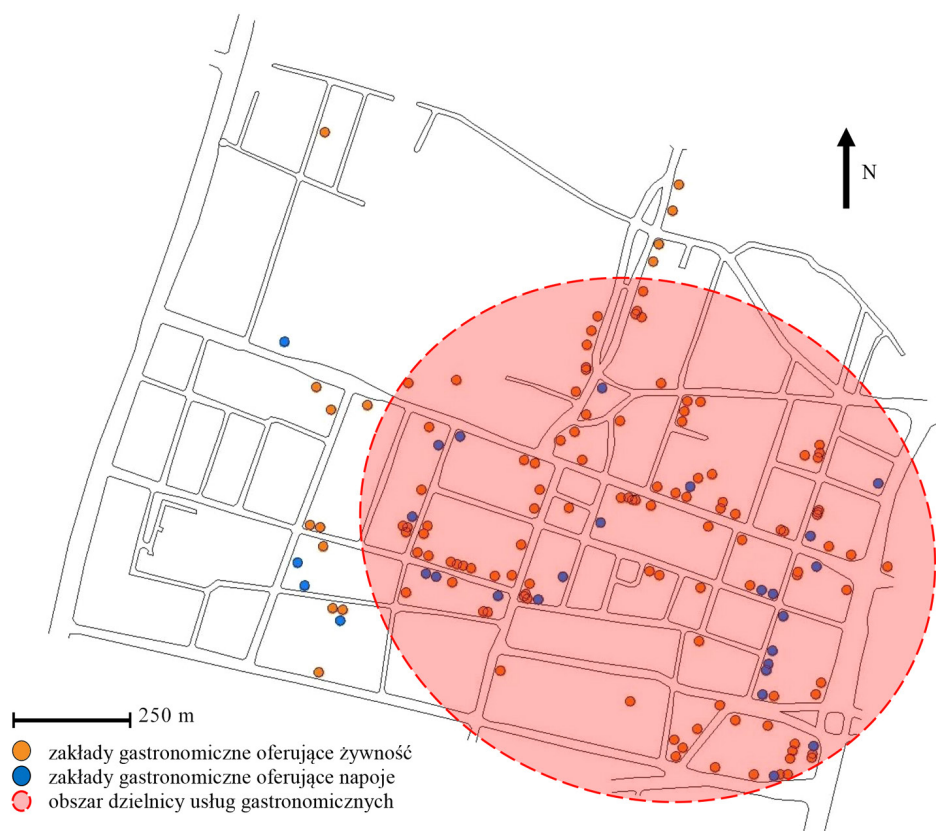 N
250 m
zakłady gastronomiczne oferujące żywność
zakłady gastronomiczne oferujące napoje
obszar dzielnicy usług gastronomicznych